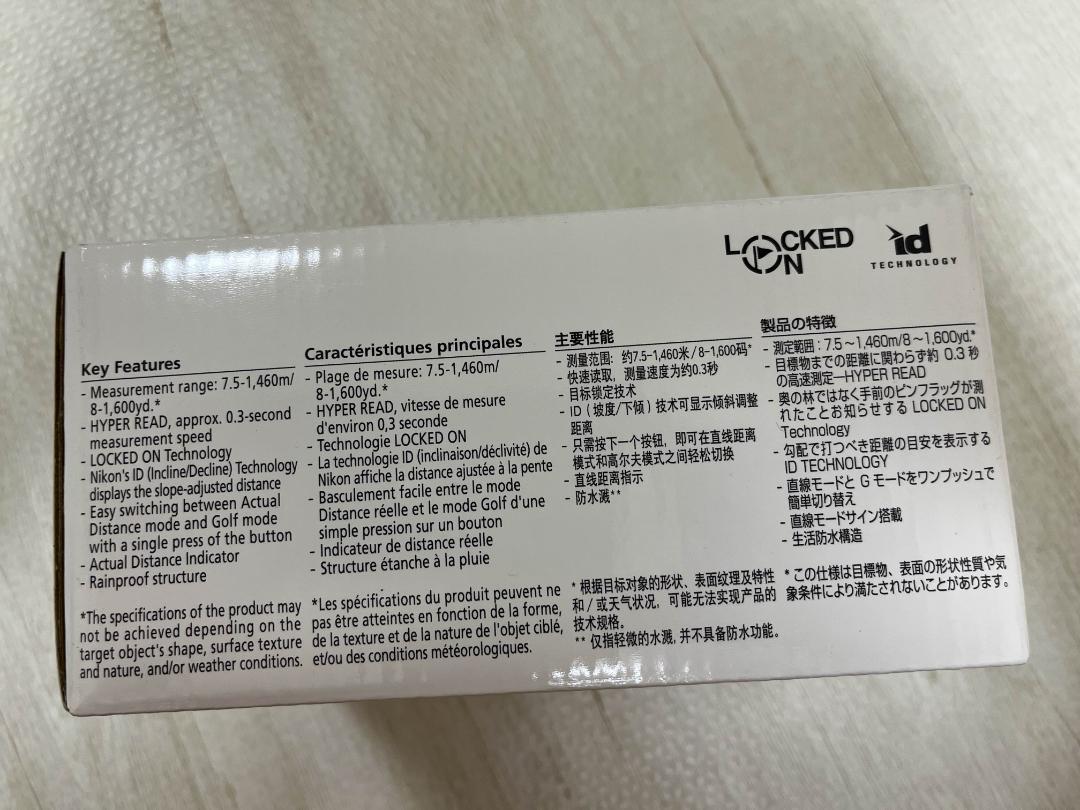 LOCKED
ON
id
TECHNOLOGY
Key Features
- Measurement range: 7.5-1,460m/
8-1,600yd.*
- HYPER READ, approx. 0.3-second
measurement speed
- LOCKED ON Technology
- Nikon's ID (Incline/Decline) Technology
displays the slope-adjusted distance
- Easy switching between Actual
Distance mode and Golf mode
with a single press of the button
- Actual Distance Indicator
- Rainproof structure
*The specifications of the product may
not be achieved depending on the
target object's shape, surface texture
and nature, and/or weather conditions.
Caractéristiques principales
- Plage de mesure: 7.5-1,460m/
8-1,600yd.*
- HYPER READ, vitesse de mesure
d'environ 0,3 seconde
- Technologie LOCKED ON
- La technologie ID (inclinaison/déclivité) de
Nikon affiche la distance ajustée à la pente
- Basculement facile entre le mode
Distance réelle et le mode Golf d'une
simple pression sur un bouton
- Indicateur de distance réelle
- Structure étanche à la pluie
*Les spécifications du produit peuvent ne
pas être atteintes en fonction de la forme,
de la texture et de la nature de l'objet ciblé,
et/ou des conditions météorologiques.
主要性能
- 测量范围: 约7.5-1,460米/8-1,600码*
- 快速读取, 测量速度为约0.3秒
- 目标锁定技术
- ID（坡度/下倾）技术可显示倾斜调整
距离
- 只需按下一个按钮, 即可在直线距离
模式和高尔夫模式之间轻松切换
- 直线距离指示
- 防水溅**
* 根据目标对象的形状、表面纹理及特性
和/或天气状况, 可能无法实现产品的
技术规格。
** 仅指轻微的水溅, 并不具备防水功能。
製品の特徴
- 測定範囲：7.5～1,460m/8～1,600yd.*
- 目標物までの距離に関わらず約 0.3 秒
の高速測定―HYPER READ
- 奥の林ではなく手前のピンフラッグが測
れたことお知らせする LOCKED ON
Technology
- 勾配で打つべき距離の目安を表示する
ID TECHNOLOGY
- 直線モードと G モードをワンプッシュで
簡単切り替え
- 直線モードサイン搭載
- 生活防水構造
* この仕様は目標物、表面の形状性質や気
象条件により満たされないことがあります。